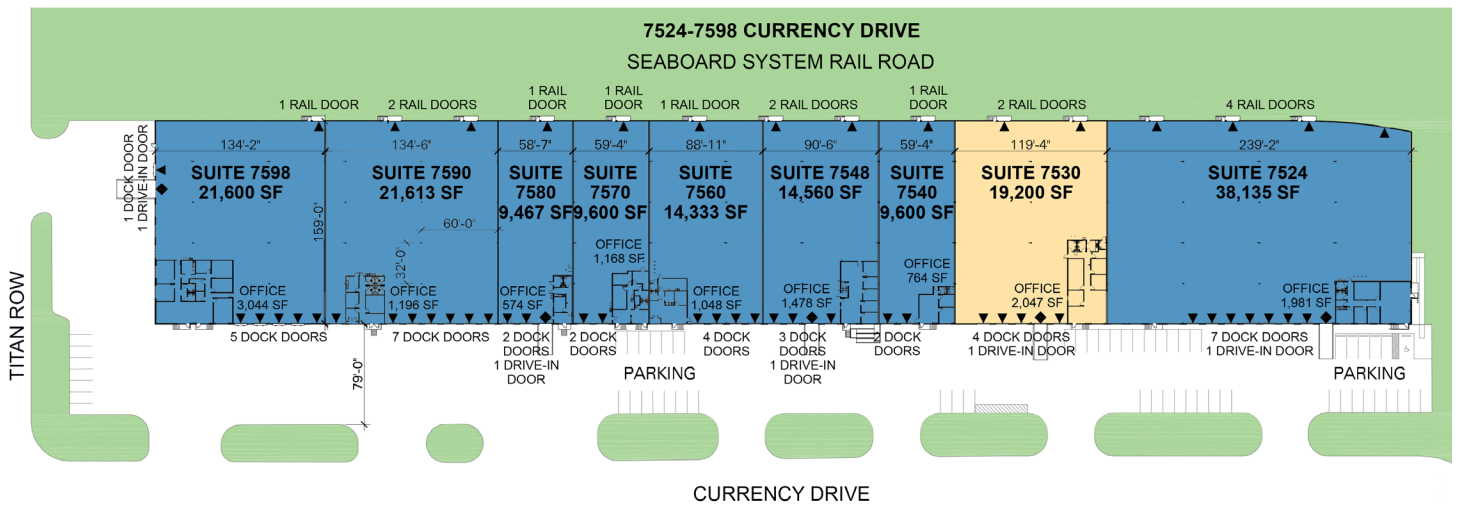 7524-7598 CURRENCY DRIVE
SEABOARD SYSTEM RAIL ROAD
1 RAIL DOOR
2 RAIL DOORS
1 RAIL
DOOR
1 RAIL
DOOR
1 RAIL DOOR
2 RAIL DOORS
1 RAIL
DOOR
2 RAIL DOORS
4 RAIL DOORS
1 DOCK DOOR
1 DRIVE-IN DOOR
134'-2"
SUITE 7598
21,600 SF
159'-0"
OFFICE
3,044 SF
5 DOCK DOORS
134'-6"
SUITE 7590
21,613 SF
60'-0"
32'-0"
OFFICE
1,196 SF
7 DOCK DOORS
79'-0"
58'-7"
SUITE
7580
9,467 SF
OFFICE
574 SF
2 DOCK
DOORS
1 DRIVE-IN
DOOR
59'-4"
SUITE
7570
9,600 SF
OFFICE
1,168 SF
2 DOCK
DOORS
88'-11"
SUITE
7560
14,333 SF
OFFICE
1,048 SF
4 DOCK
DOORS
90'-6"
SUITE 7548
14,560 SF
OFFICE
1,478 SF
3 DOCK
DOORS
1 DRIVE-IN
DOOR
59'-4"
SUITE
7540
9,600 SF
OFFICE
764 SF
2 DOCK
DOORS
119'-4"
SUITE 7530
19,200 SF
OFFICE
2,047 SF
4 DOCK DOORS
1 DRIVE-IN DOOR
239'-2"
SUITE 7524
38,135 SF
OFFICE
1,981 SF
7 DOCK DOORS
1 DRIVE-IN DOOR
PARKING
PARKING
TITAN ROW
CURRENCY DRIVE